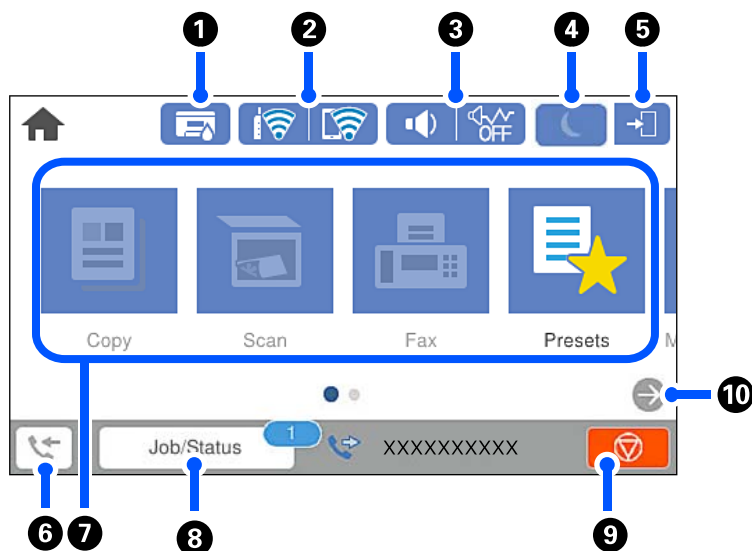 1 2 3 4 5
OFF
Copy Scan Fax Presets M
Job/Status 1 XXXXXXXXXX
10
6 7 8 9